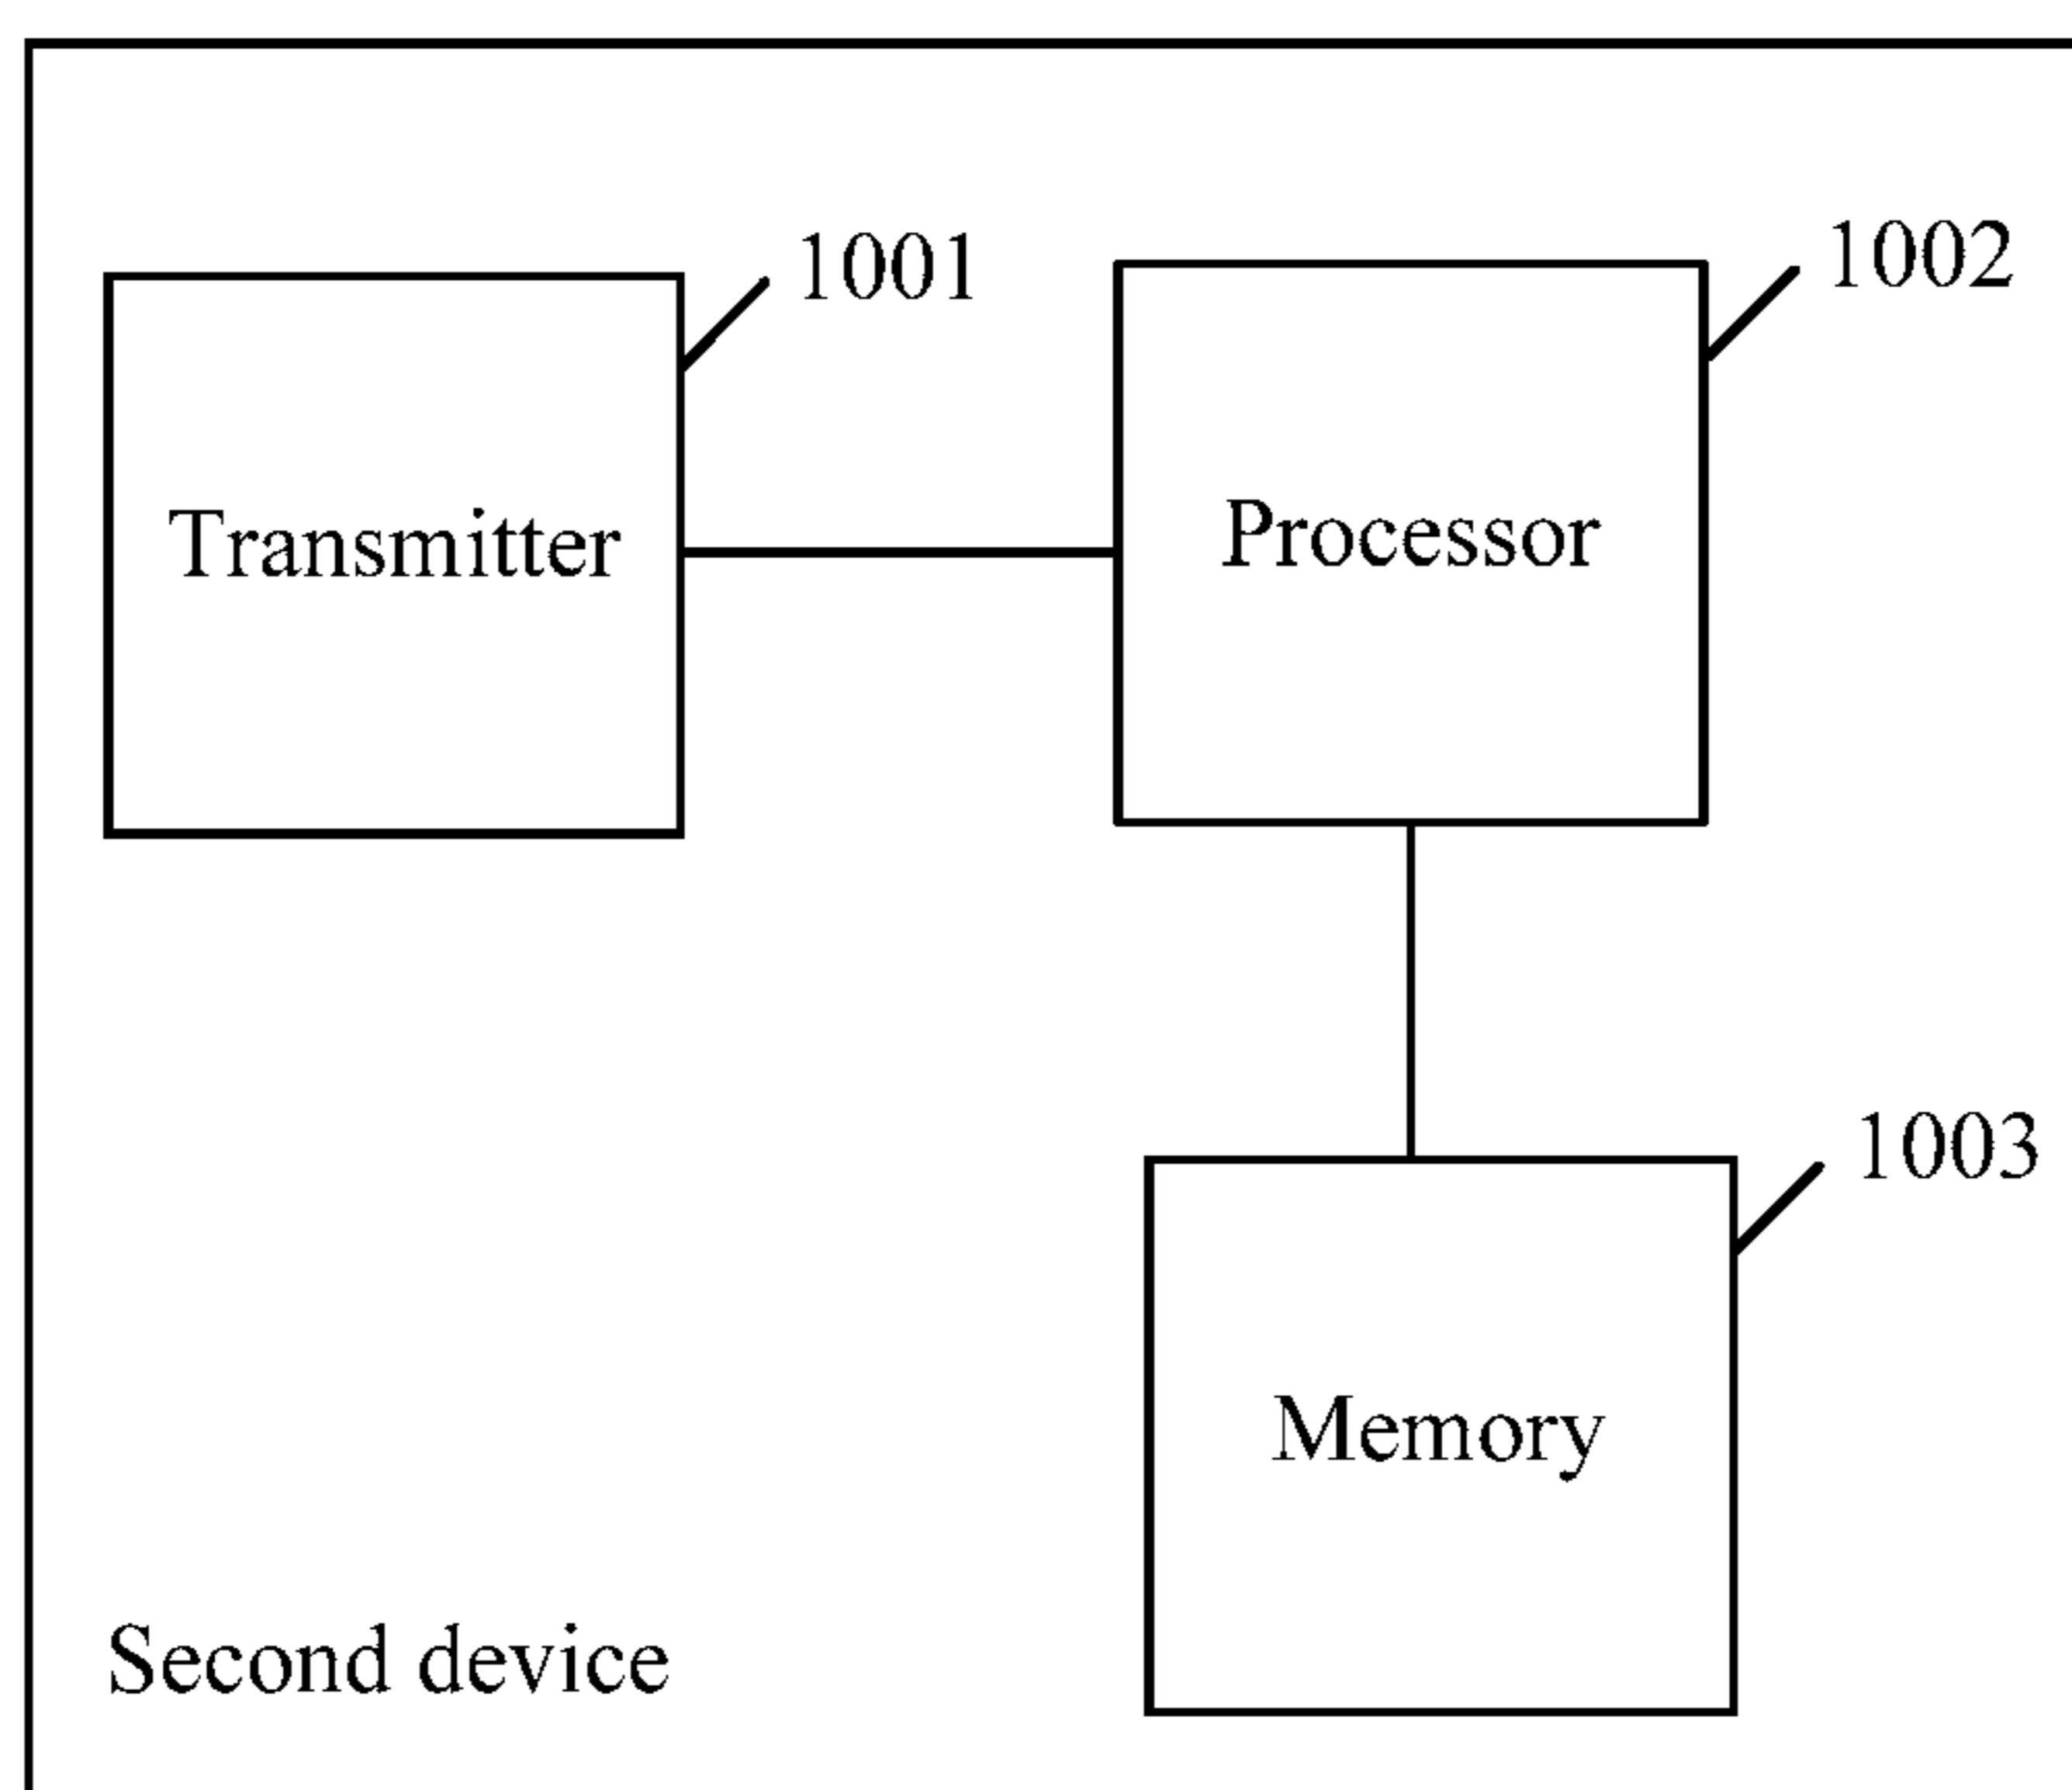 1001
1002
Transmitter
Processor
1003
Memory
Second device